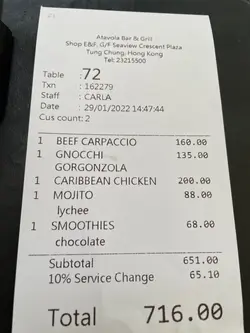 Atavola Bar & Grill
Shop E&F, G/F Seaview Crescent Plaza
Tung Chong, Hong Kong
Tel: 23215500
Table : 72
Txn : 162279
Staff : CARLA
Date : 29/01/2022 14:47:44
Cus count: 2
1 BEEF CARPACCIO 160.00
1 GNOCCHI 135.00
GORGONZOLA
1 CARIBBEAN CHICKEN 200.00
1 MOJITO 88.00
lychee
1 SMOOTHIES 68.00
chocolate
Subtotal 651.00
10% Service Change 65.10
Total 716.00